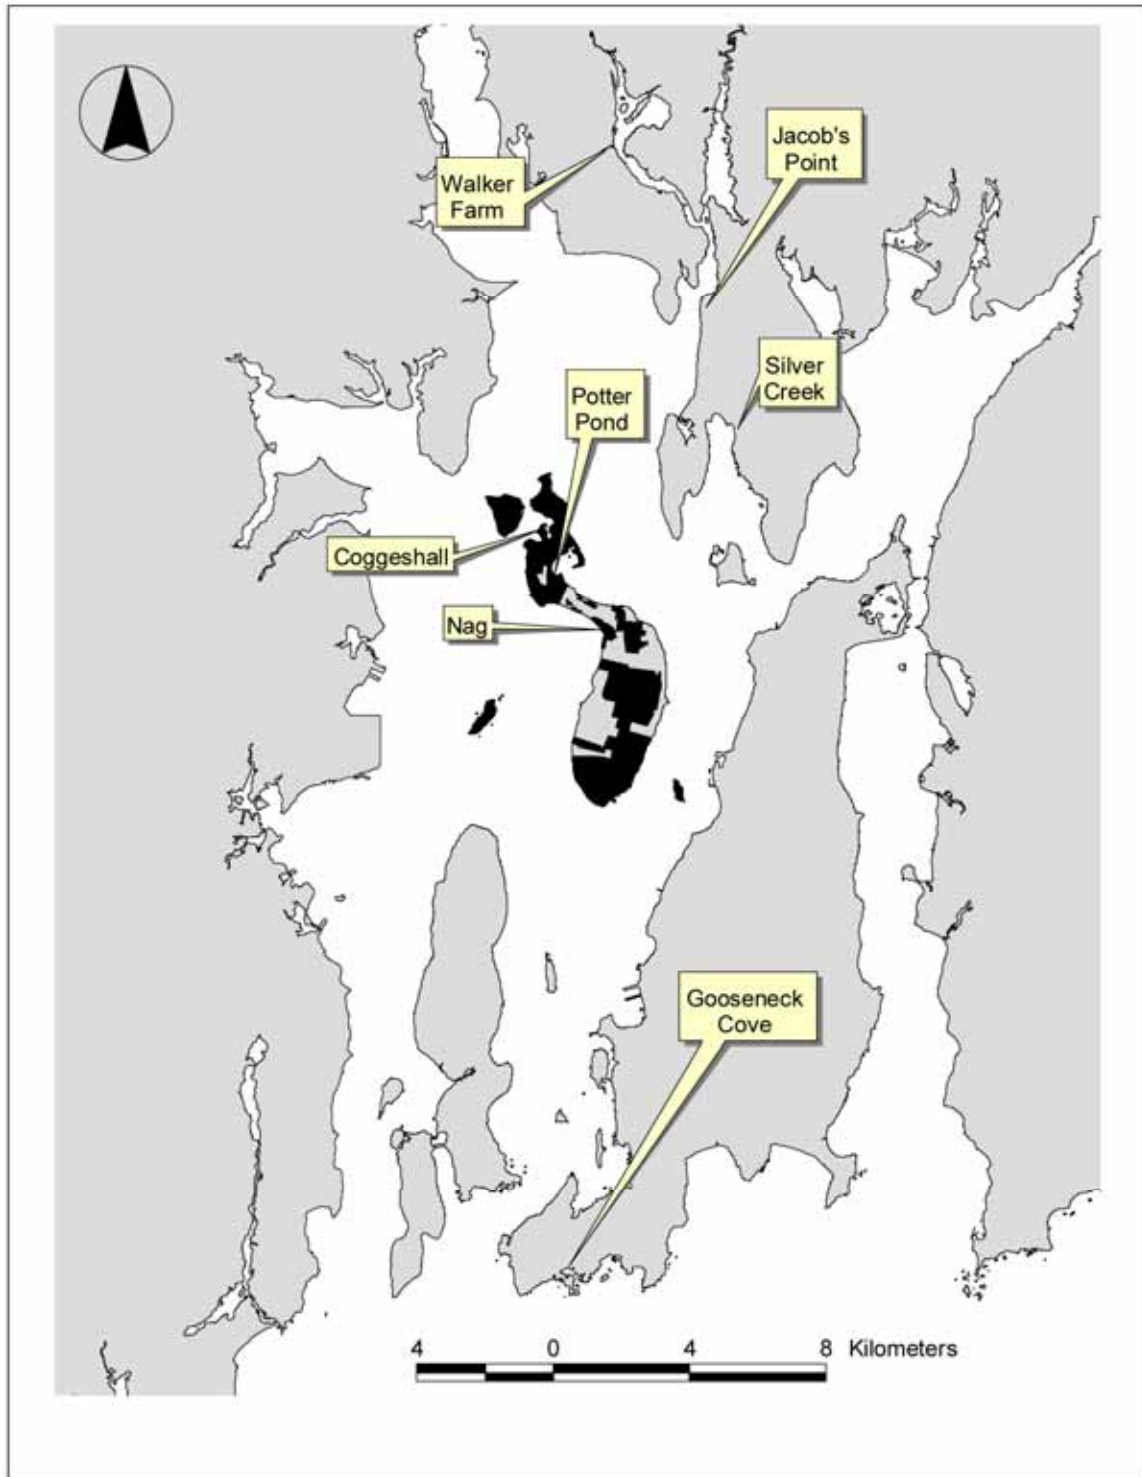 Jacob's
Point
Walker
Farm
Silver
Creek
Potter
Pond
Coggeshall
Nag
Gooseneck
Cove
4 0 4 8 Kilometers